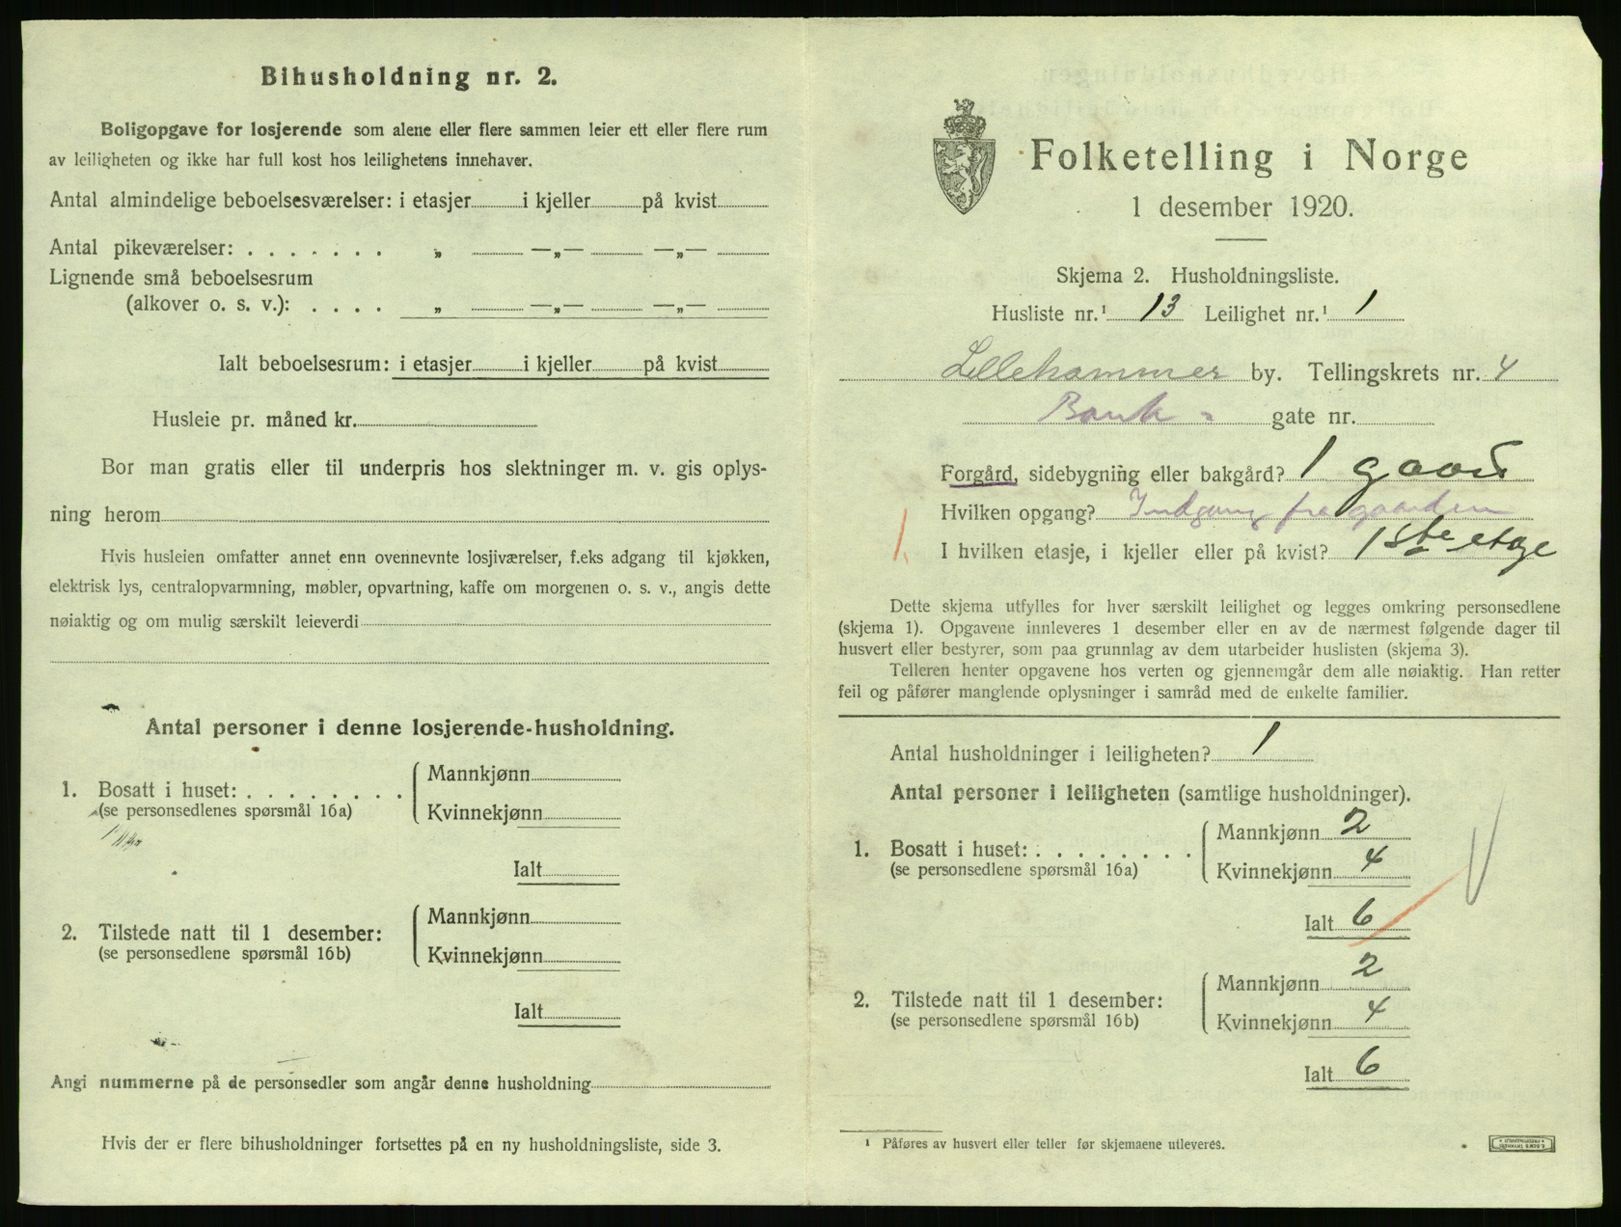 Bihusholdning nr. 2.
Boligopgave for losjerende som alene eller flere sammen leier ett eller flere rum
av leiligheten og ikke har full kost hos leilighetens innehaver.
Antal almindelige beboelsesværelser: i etasjer i kjeller på kvist
Antal pikeværelser: . . . . . . . „ —„— —„—
Lignende små beboelsesrum
(alkover o. s. v.): . . . . „ —„— —„—
Ialt beboelsesrum: i etasjer i kjeller på kvist
Husleie pr. måned kr.
Bor man gratis eller til underpris hos slektninger m. v. gis oplys-
ning herom
Hvis husleien omfatter annet enn ovennevnte losjiværelser, f.eks adgang til kjøkken,
elektrisk lys, centralopvarmning, møbler, opvartning, kaffe om morgenen o. s. v., angis dette
nøiaktig og om mulig særskilt leieverdi
Antal personer i denne losjerende-husholdning.
1. Bosatt i huset: . . . . . . . . Mannkjønn
(se personsedlenes spørsmål 16a) Kvinnekjønn
Ialt
2. Tilstede natt til 1 desember: Mannkjønn
(se personsedlene spørsmål 16b) Kvinnekjønn
Ialt
Angi nummerne på de personsedler som angår denne husholdning
Hvis der er flere bihusholdninger fortsettes på en ny husholdningsliste, side 3.
Folketelling i Norge
1 desember 1920.
Skjema 2. Husholdningsliste.
Husliste nr.¹ 13 Leilighet nr.¹ 1
Lillehammer by. Tellingskrets nr. 4
Bank - gate nr.
Forgård, sidebygning eller bakgård? 1 gaard
Hvilken opgang? Indgang fra gaarden
1. I hvilken etasje, i kjeller eller på kvist? 1ste etage
Dette skjema utfylles for hver særskilt leilighet og legges omkring personsedlene
(skjema 1). Opgavene innleveres 1 desember eller en av de nærmest følgende dager til
husvert eller bestyrer, som paa grunnlag av dem utarbeider huslisten (skjema 3).
Telleren henter opgavene hos verten og gjennemgår dem alle nøiaktig. Han retter
feil og påfører manglende oplysninger i samråd med de enkelte familier.
Antal husholdninger i leiligheten? 1
Antal personer i leiligheten (samtlige husholdninger).
1. Bosatt i huset: . . . . . . . . Mannkjønn 2
(se personsedlene spørsmål 16a) Kvinnekjønn 4
Ialt 6
2. Tilstede natt til 1 desember: Mannkjønn 2
(se personsedlene spørsmål 16b) Kvinnekjønn 4
Ialt 6
¹ Påføres av husvert eller teller før skjemaene utleveres.